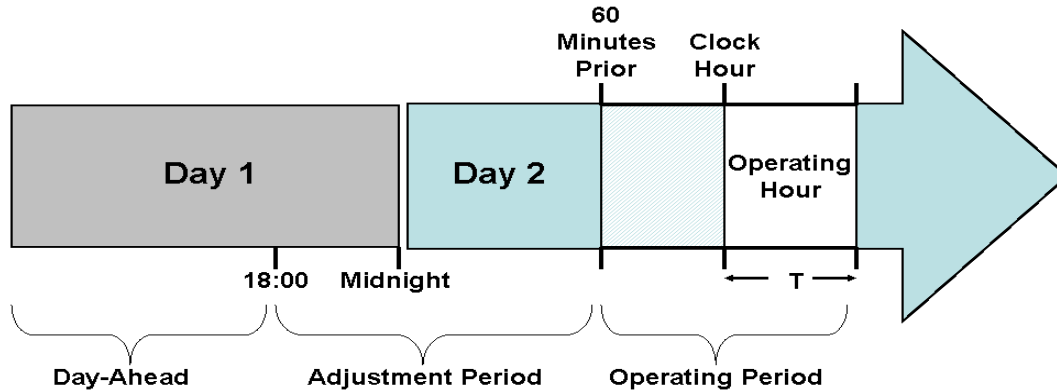 60
Minutes
Prior
Clock
Hour
Day 1
Day 2
Operating
Hour
18:00
Midnight
T
Day-Ahead
Adjustment Period
Operating Period